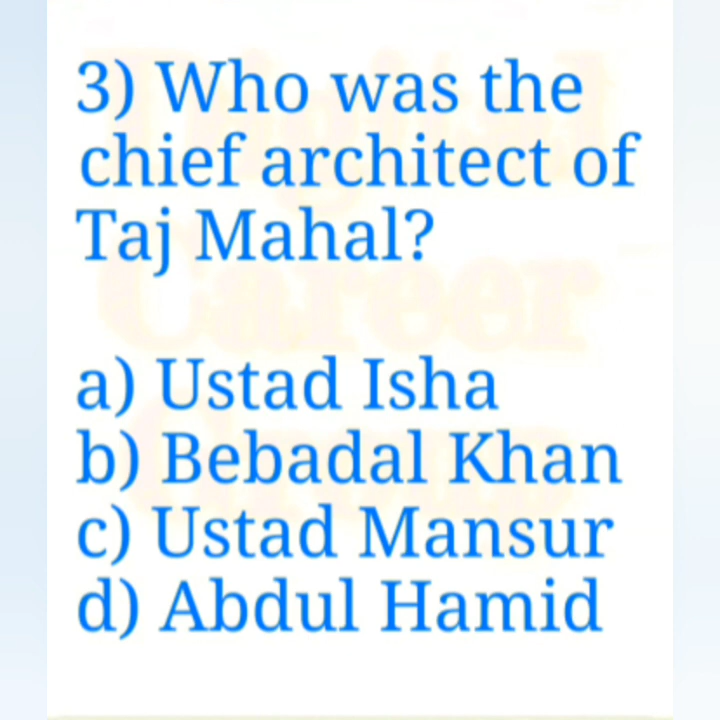 3) Who was the
chief architect of
Taj Mahal?
a) Ustad Isha
b) Bebadal Khan
c) Ustad Mansur
d) Abdul Hamid